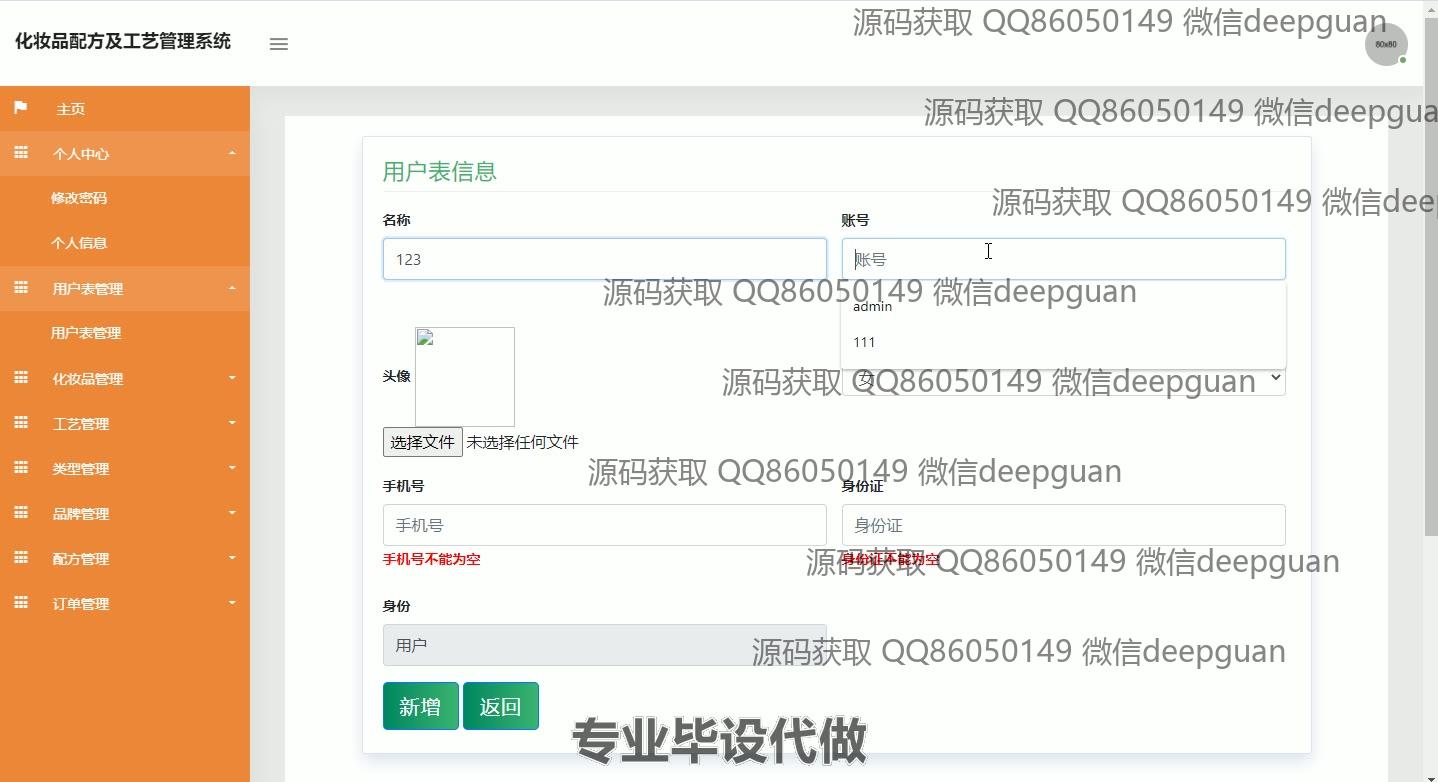 源码获取 QQ86050149 微信deepguan
化妆品配方及工艺管理系统
80x80
源码获取 QQ86050149 微信deepgua
主页
个人中心
修改密码
个人信息
用户表管理
用户表管理
化妆品管理
工艺管理
类型管理
品牌管理
配方管理
订单管理
用户表信息
源码获取 QQ86050149 微信dee
名称
账号
123
账号
源码获取 QQ86050149 微信deepguan
admin
111
头像
女
源码获取 QQ86050149 微信deepguan
选择文件 未选择任何文件
源码获取 QQ86050149 微信deepguan
手机号
身份证
手机号
身份证
手机号不能为空
身份证不能为空
源码获取 QQ86050149 微信deepguan
身份
用户
源码获取 QQ86050149 微信deepguan
新增
返回
专业毕设代做